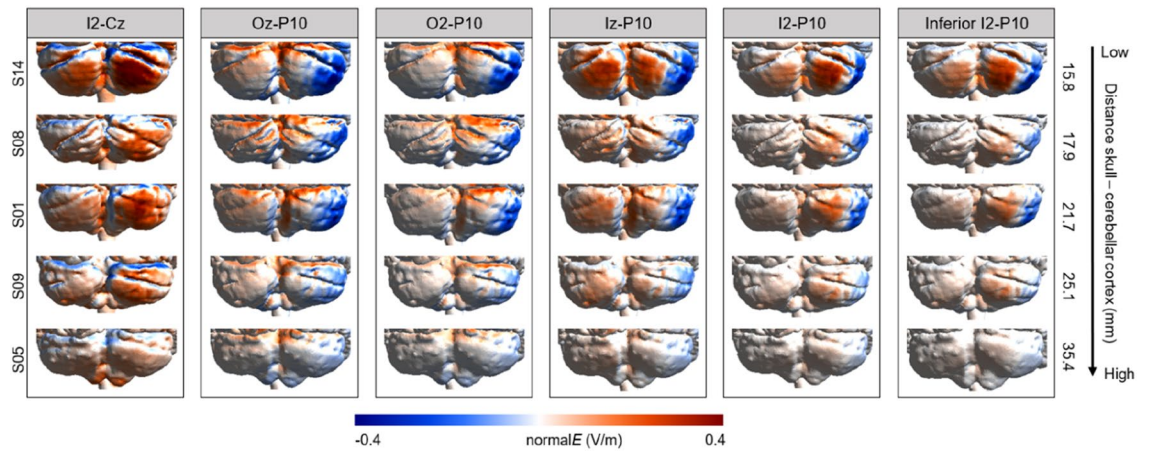 I2-Cz
Oz-P10
O2-P10
Iz-P10
I2-P10
Inferior I2-P10
S14
S08
S01
S09
S05
15.8
17.9
21.7
25.1
35.4
Low
Distance skull – cerebellar cortex (mm)
High
-0.4
normalE (V/m)
0.4